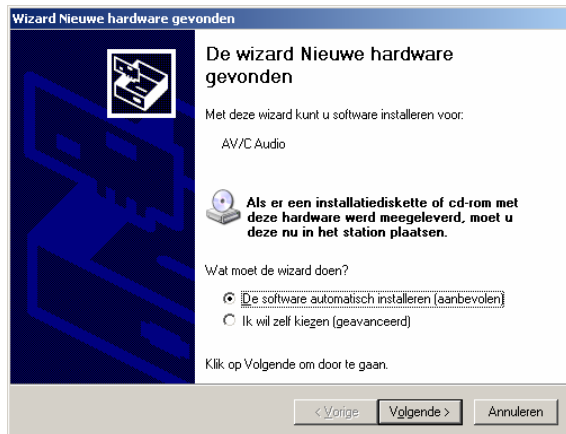 Wizard Nieuwe hardware gevonden
De wizard Nieuwe hardware
gevonden
Met deze wizard kunt u software installeren voor:
AV/C Audio
Als er een installatiediskette of cd-rom met
deze hardware werd meegeleverd, moet u
deze nu in het station plaatsen.
Wat moet de wizard doen?
De software automatisch installeren (aanbevolen)
Ik wil zelf kiezen (geavanceerd)
Klik op Volgende om door te gaan.
< Vorige Volgende > Annuleren